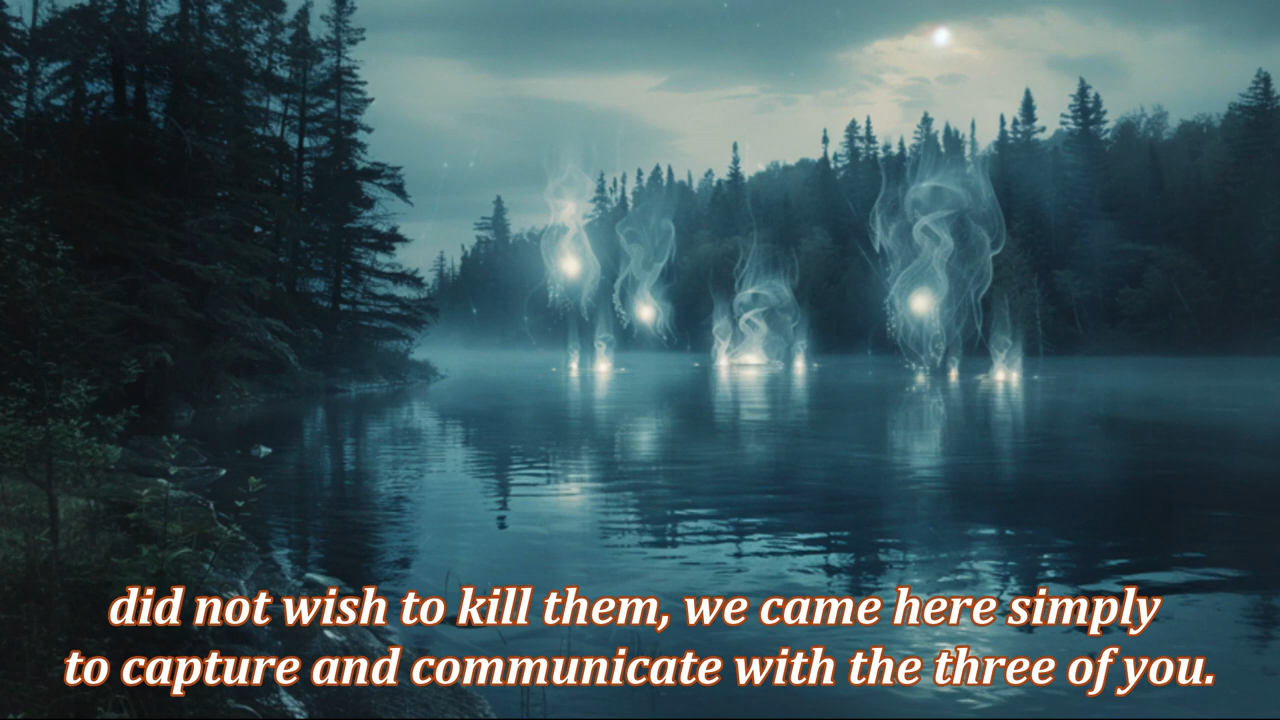 did not wish to kill them, we came here simply
to capture and communicate with the three of you.